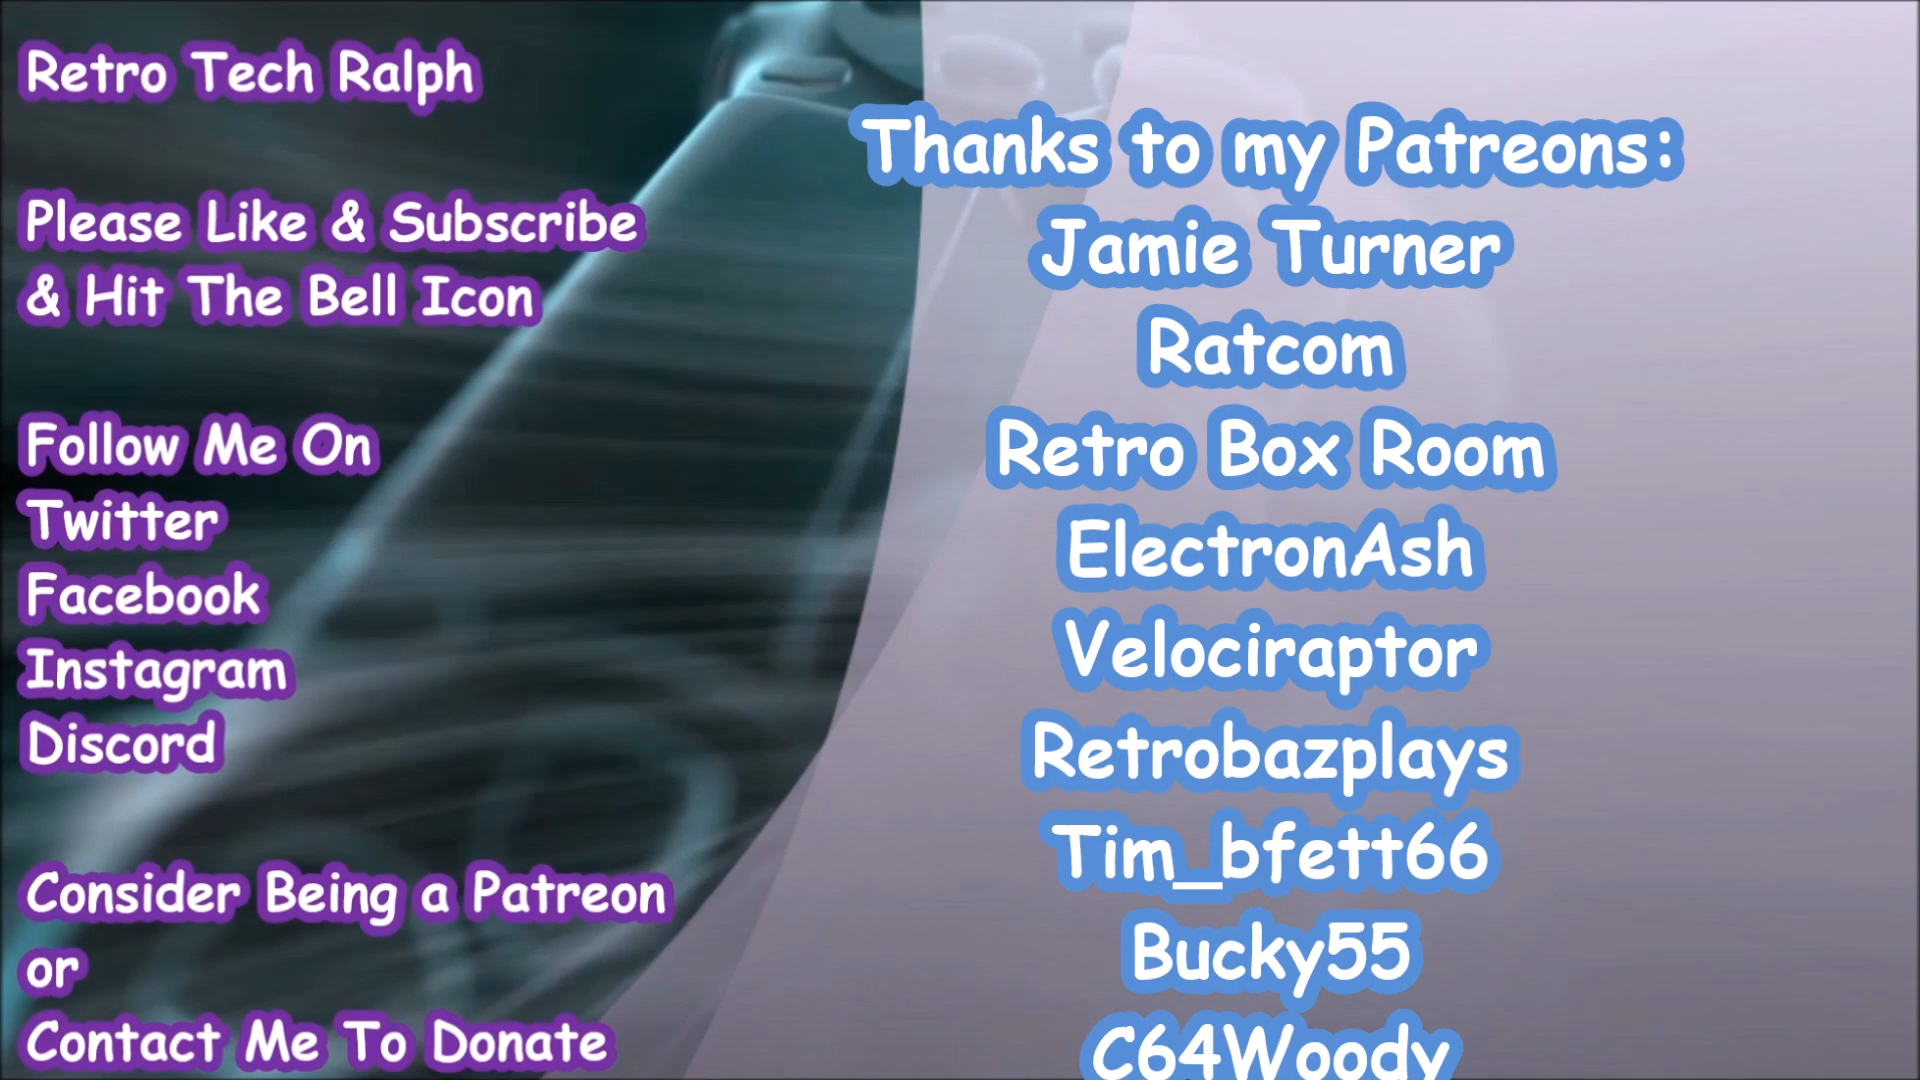 Retro Tech Ralph
Please Like & Subscribe
& Hit The Bell Icon
Follow Me On
Twitter
Facebook
Instagram
Discord
Consider Being a Patreon
or
Contact Me To Donate
Thanks to my Patreons:
Jamie Turner
Ratcom
Retro Box Room
ElectronAsh
Velociraptor
Retrobazplays
Tim_bfett66
Bucky55
C64Woody